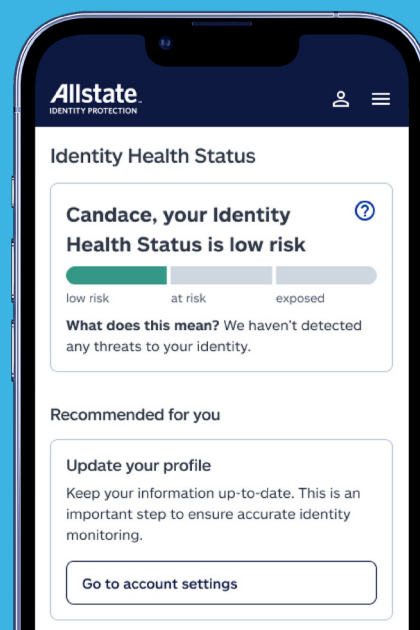 Allstate
IDENTITY PROTECTION
Identity Health Status
Candace, your Identity
Health Status is low risk
low risk at risk exposed
What does this mean? We haven't detected
any threats to your identity.
Recommended for you
Update your profile
Keep your information up-to-date. This is an
important step to ensure accurate identity
monitoring.
Go to account settings